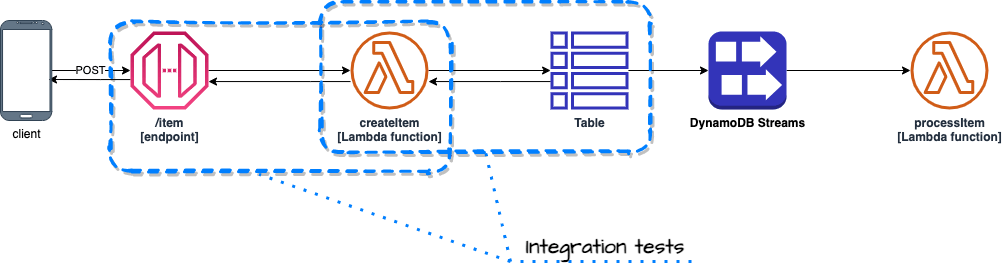 POST
client
/item
[endpoint]
createItem
[Lambda function]
Table
DynamoDB Streams
processItem
[Lambda function]
Integration tests